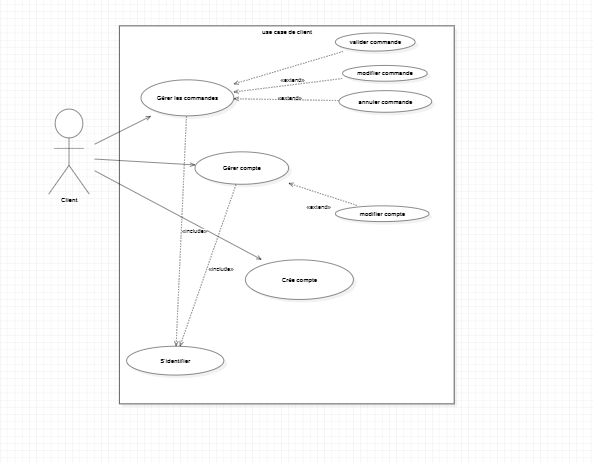 use case de client
valider commande
modifier commande
«extend»
Gérer les commandes
«extend»
annuler commande
Gérer compte
Client
«extend»
modifier compte
«include»
«include»
Crée compte
S'identifier